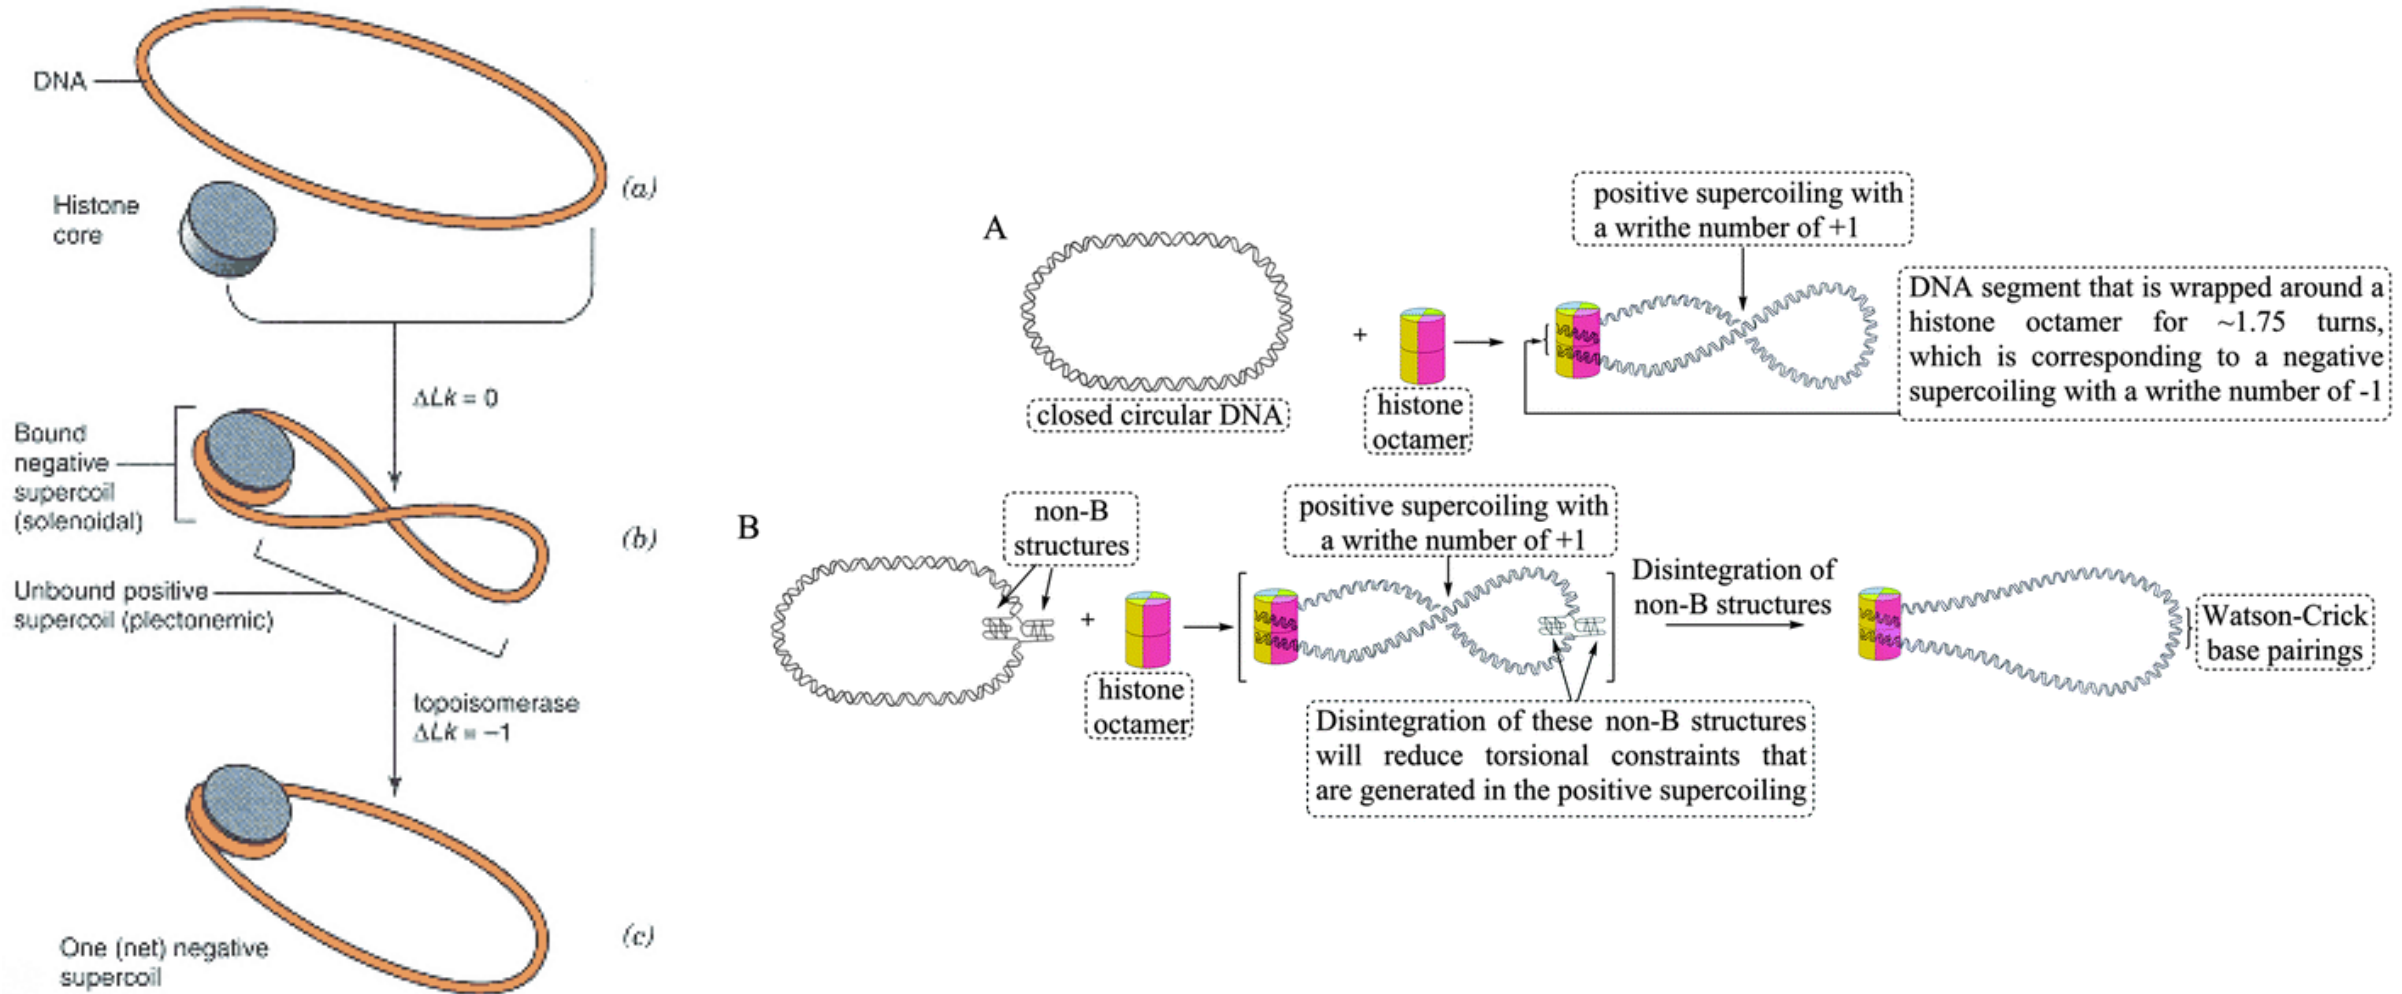 DNA
Histone
core
(a)
ΔLk = 0
Bound
negative
supercoil
(solenoidal)
(b)
Unbound positive
supercoil (plectonemic)
topoisomerase
ΔLk = −1
One (net) negative
supercoil
(c)
A
closed circular DNA
+
histone
octamer
positive supercoiling with
a writhe number of +1
DNA segment that is wrapped around a
histone octamer for ~1.75 turns,
which is corresponding to a negative
supercoiling with a writhe number of -1
B
non-B
structures
+
histone
octamer
positive supercoiling with
a writhe number of +1
Disintegration of these non-B structures
will reduce torsional constraints that
are generated in the positive supercoiling
Disintegration of
non-B structures
Watson-Crick
base pairings